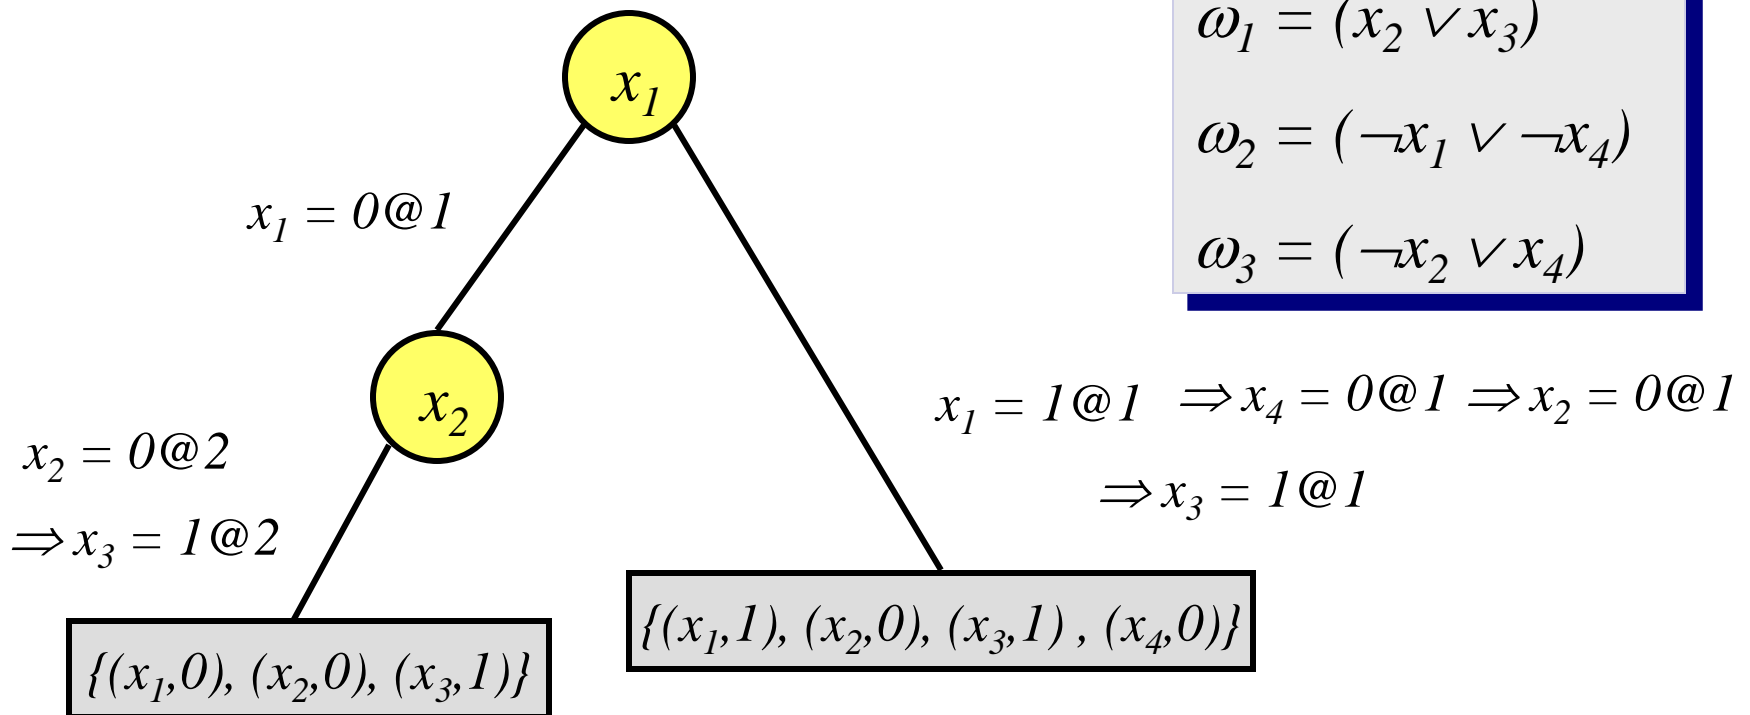 x₁
ω₁ = (x₂ ∨ x₃)
ω₂ = (¬x₁ ∨ ¬x₄)
ω₃ = (¬x₂ ∨ x₄)
x₁ = 0@1
x₂
x₁ = 1@1 ⇒ x₄ = 0@1 ⇒ x₂ = 0@1
⇒ x₃ = 1@1
x₂ = 0@2
⇒ x₃ = 1@2
{(x₁,1), (x₂,0), (x₃,1) , (x₄,0)}
{(x₁,0), (x₂,0), (x₃,1)}